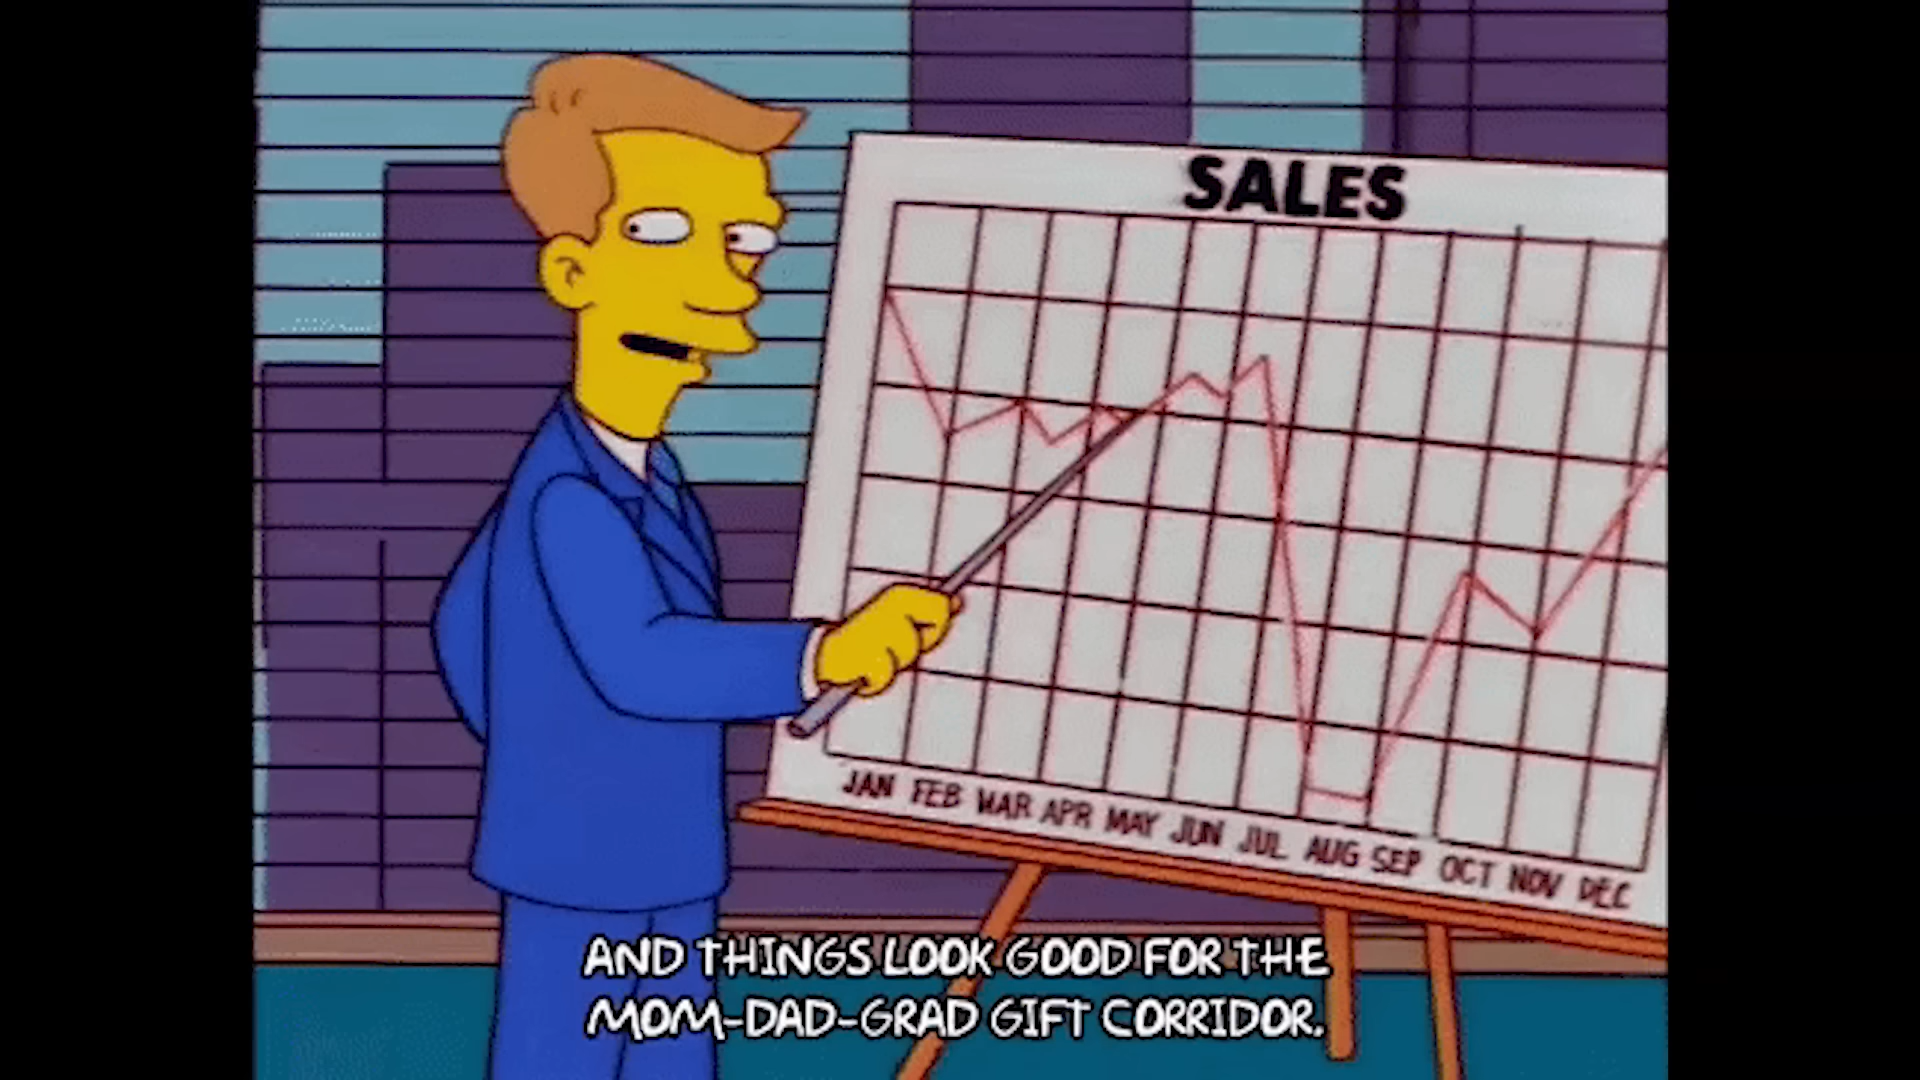 SALES
JAN FEB MAR APR MAY JUN JUL AUG SEP OCT NOV DEC
AND THINGS LOOK GOOD FOR THE
MOM-DAD-GRAD GIFT CORRIDOR.